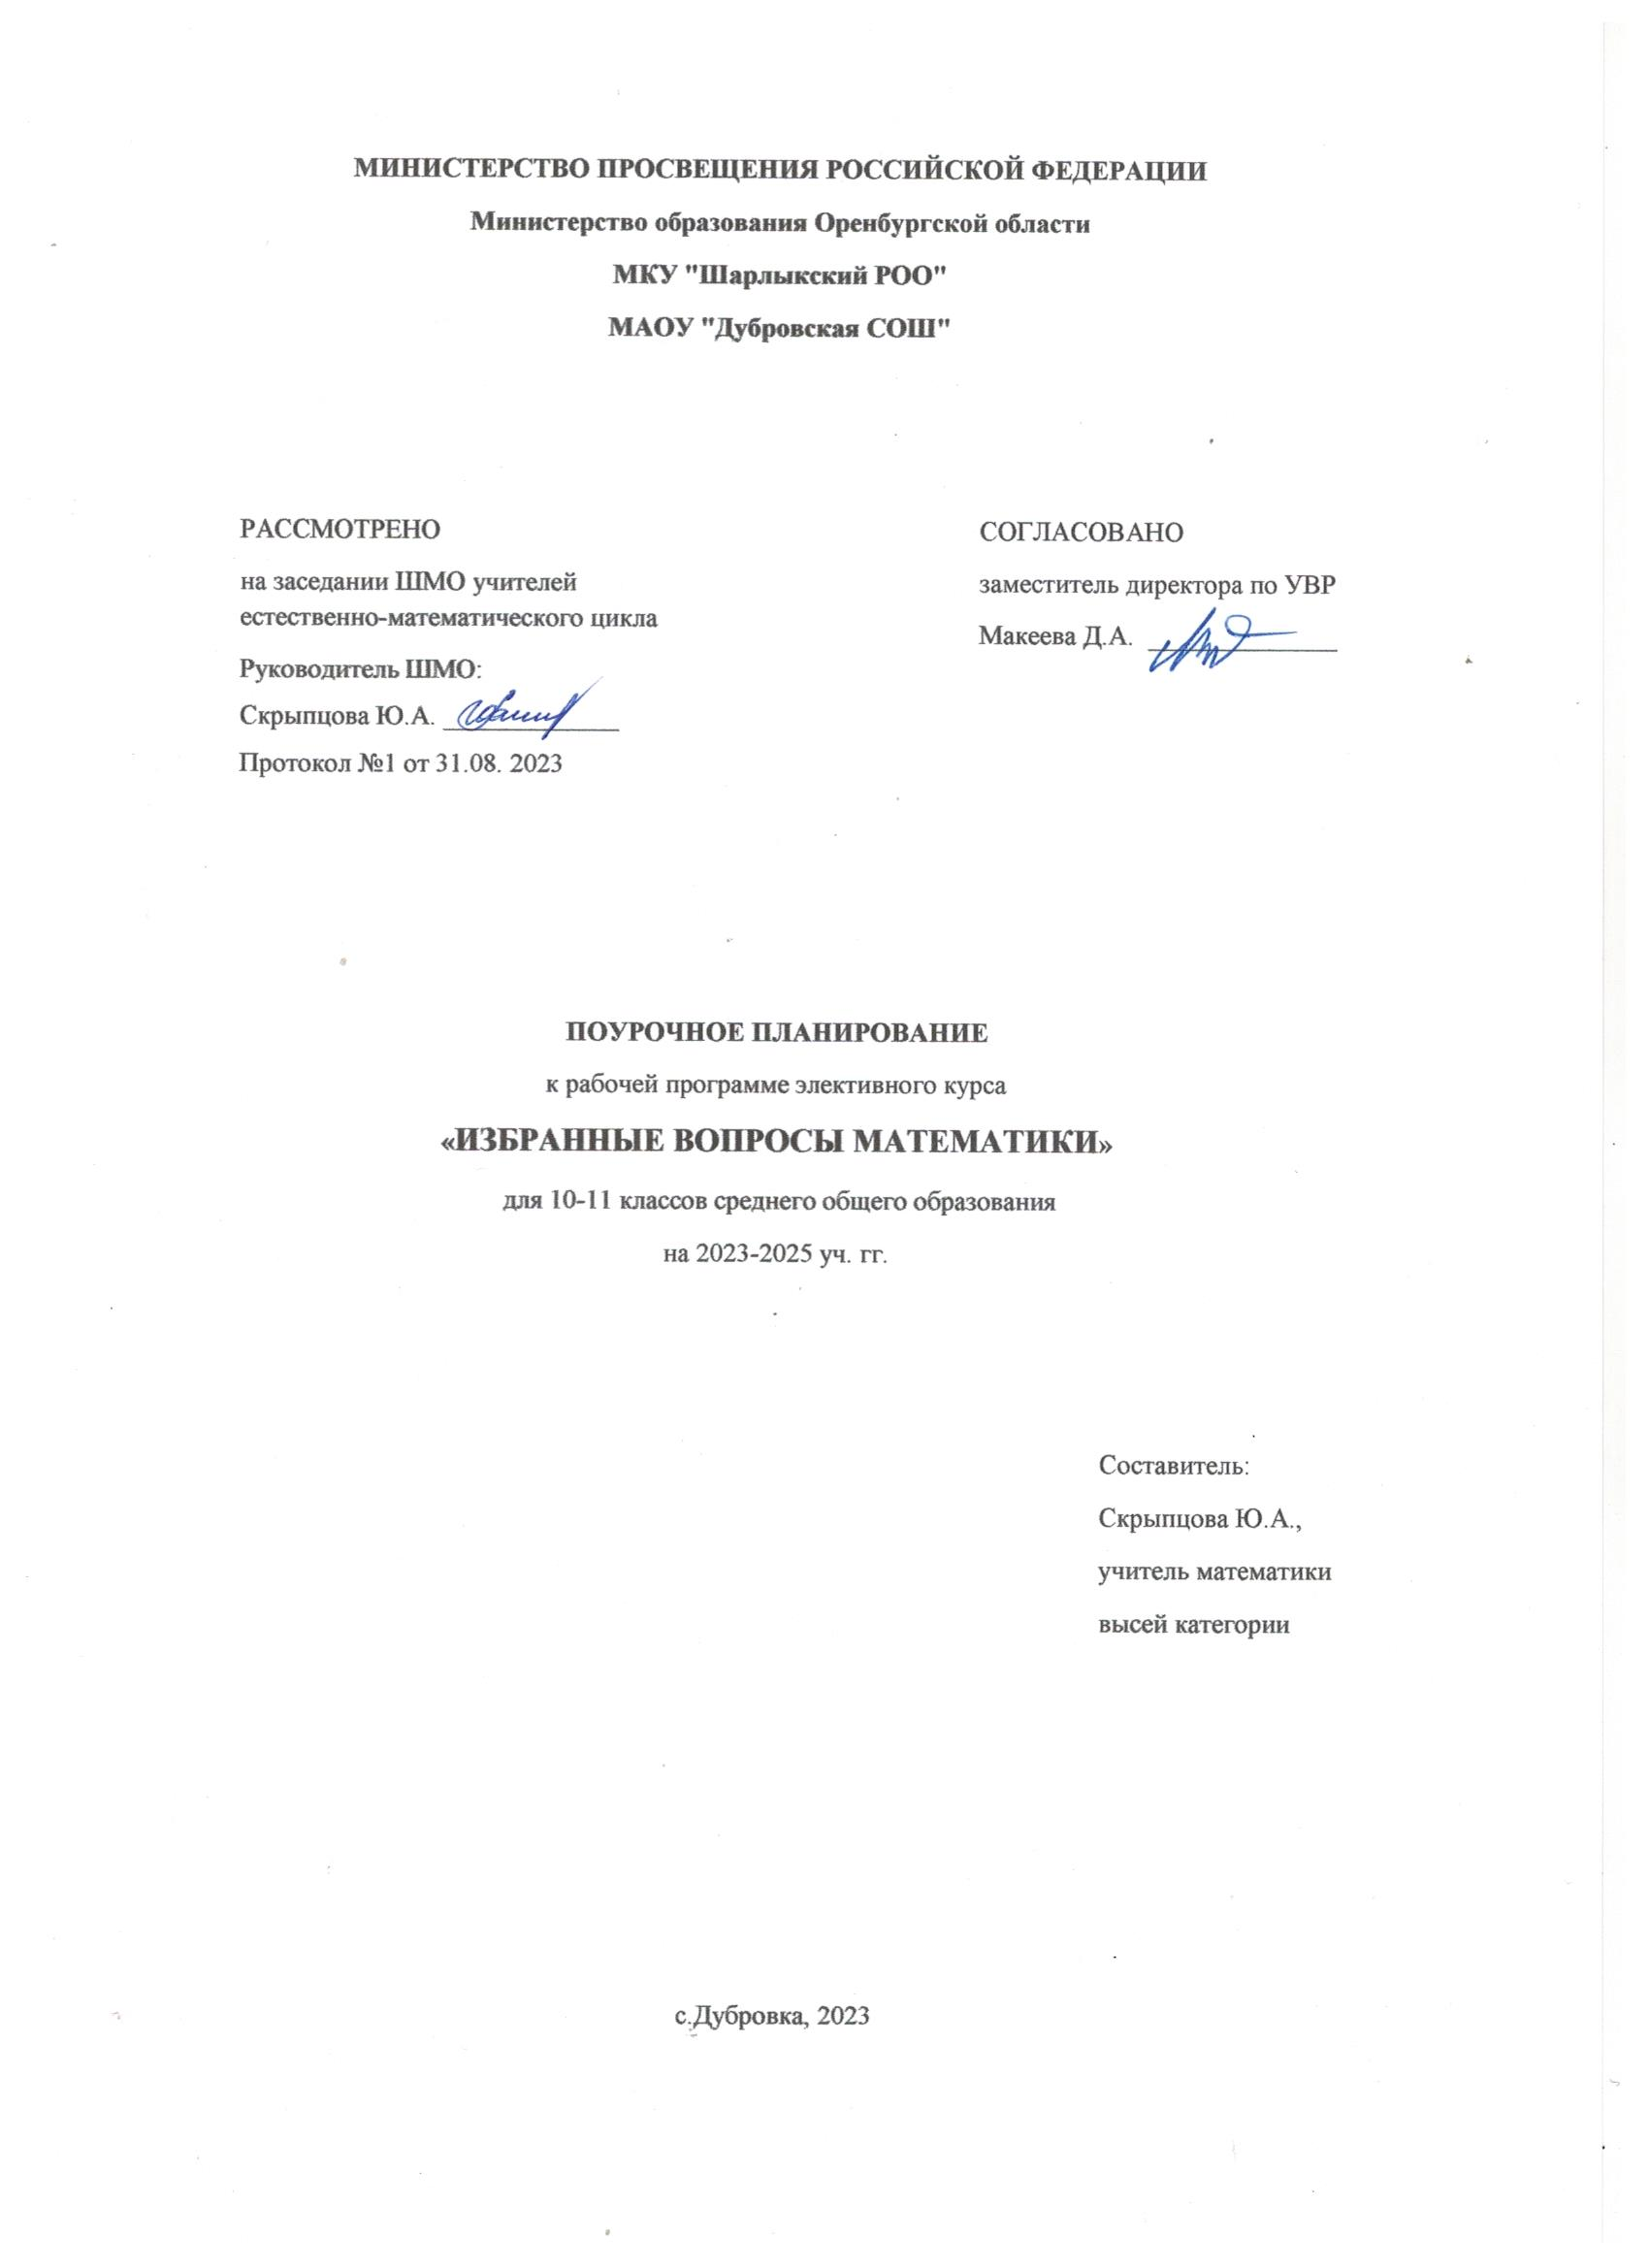 МИНИСТЕРСТВО ПРОСВЕЩЕНИЯ РОССИЙСКОЙ ФЕДЕРАЦИИ
Министерство образования Оренбургской области
МКУ "Шарлыкский РОО"
МАОУ "Дубровская СОШ"
РАССМОТРЕНО
на заседании ШМО учителей
естественно-математического цикла
Руководитель ШМО:
Скрыпцова Ю.А.
Протокол №1 от 31.08. 2023
СОГЛАСОВАНО
заместитель директора по УВР
Макеева Д.А.
ПОУРОЧНОЕ ПЛАНИРОВАНИЕ
к рабочей программе элективного курса
«ИЗБРАННЫЕ ВОПРОСЫ МАТЕМАТИКИ»
для 10-11 классов среднего общего образования
на 2023-2025 уч. гг.
Составитель:
Скрыпцова Ю.А.,
учитель математики
высей категории
с.Дубровка, 2023